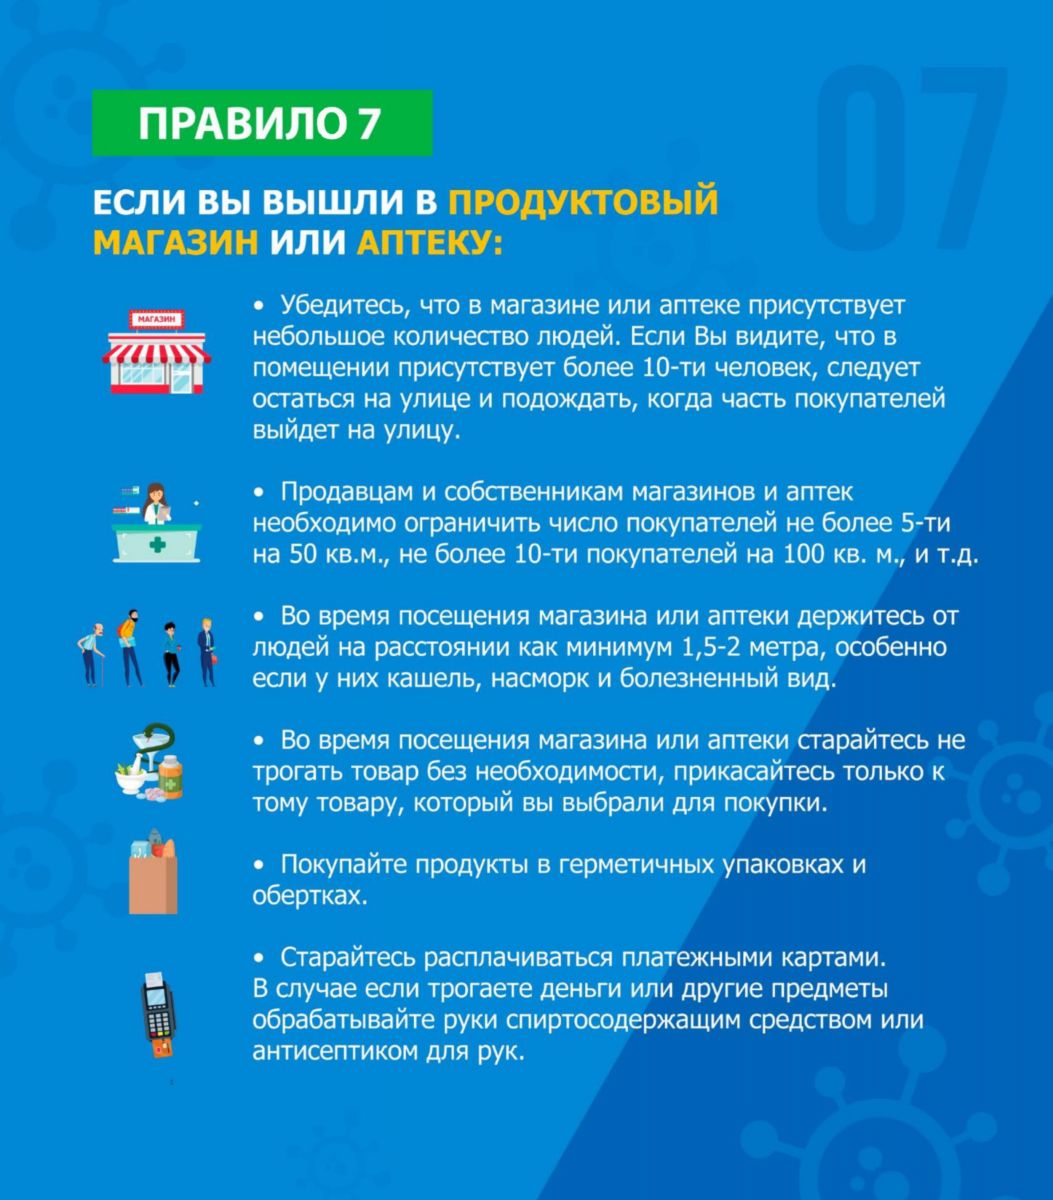 07
ПРАВИЛО 7
ЕСЛИ ВЫ ВЫШЛИ В ПРОДУКТОВЫЙ
МАГАЗИН ИЛИ АПТЕКУ:
МАГАЗИН
• Убедитесь, что в магазине или аптеке присутствует
небольшое количество людей. Если Вы видите, что в
помещении присутствует более 10-ти человек, следует
остаться на улице и подождать, когда часть покупателей
выйдет на улицу.
• Продавцам и собственникам магазинов и аптек
необходимо ограничить число покупателей не более 5-ти
на 50 кв.м., не более 10-ти покупателей на 100 кв. м., и т.д.
• Во время посещения магазина или аптеки держитесь от
людей на расстоянии как минимум 1,5-2 метра, особенно
если у них кашель, насморк и болезненный вид.
• Во время посещения магазина или аптеки старайтесь не
трогать товар без необходимости, прикасайтесь только к
тому товару, который вы выбрали для покупки.
• Покупайте продукты в герметичных упаковках и
обертках.
• Старайтесь расплачиваться платежными картами.
В случае если трогаете деньги или другие предметы
обрабатывайте руки спиртосодержащим средством или
антисептиком для рук.